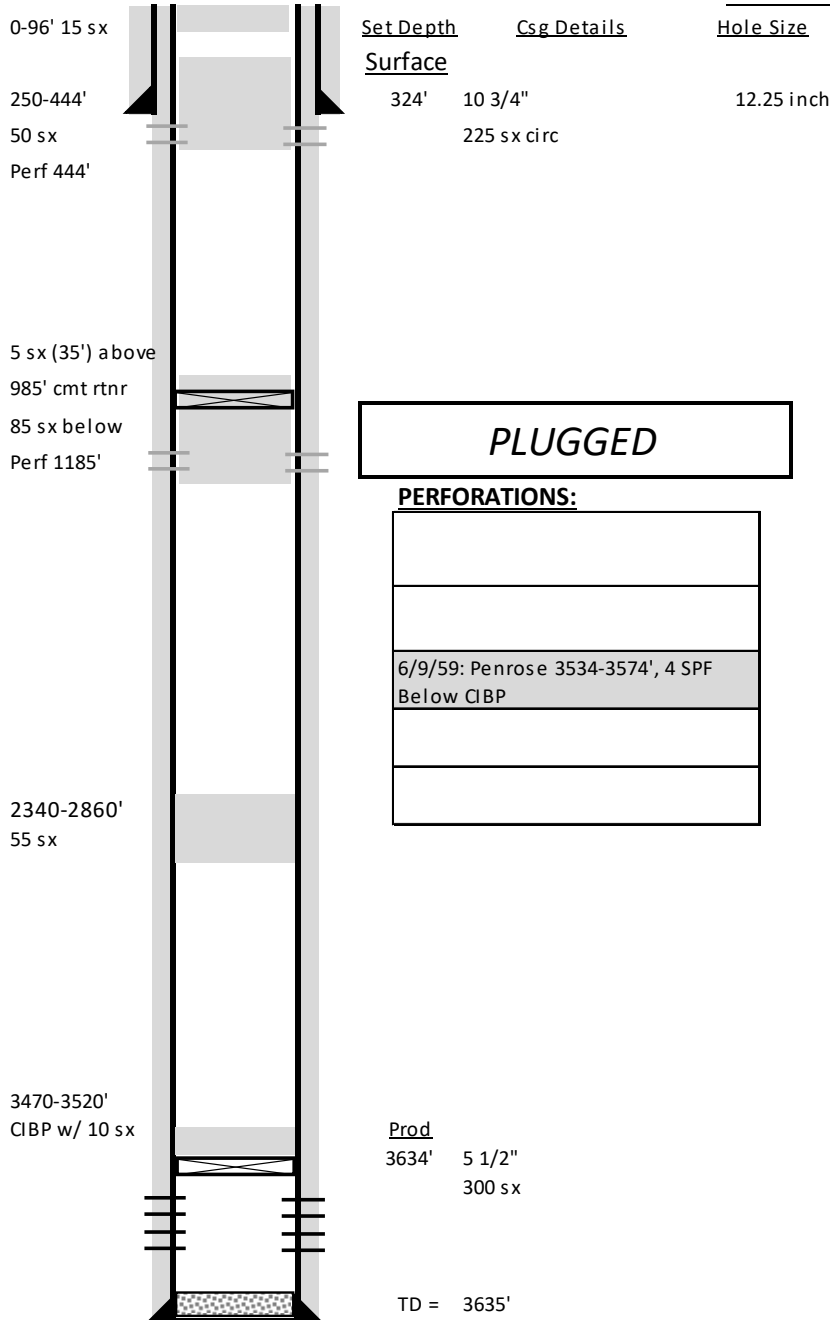 0-96' 15 sx
Set Depth Csg Details Hole Size
Surface
250-444' 324' 10 3/4" 12.25 inch
50 sx 225 sx circ
Perf 444'
5 sx (35') above
985' cmt rtnr
85 sx below
Perf 1185'
PLUGGED
PERFORATIONS:
6/9/59: Penrose 3534-3574', 4 SPF
Below CIBP
2340-2860'
55 sx
3470-3520'
CIBP w/ 10 sx
Prod
3634' 5 1/2"
300 sx
TD = 3635'